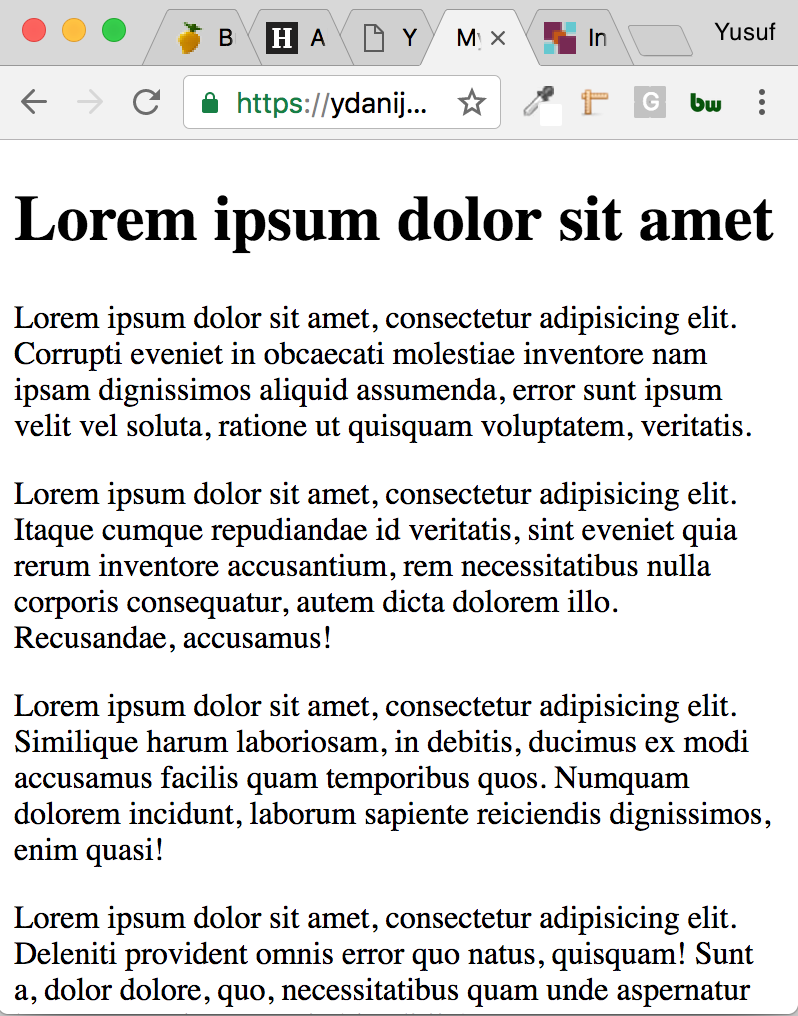 B
H A
Y
My
In
Yusuf
https://ydanij...
G
bw
Lorem ipsum dolor sit amet
Lorem ipsum dolor sit amet, consectetur adipisicing elit.
Corrupti eveniet in obcaecati molestiae inventore nam
ipsam dignissimos aliquid assumenda, error sunt ipsum
velit vel soluta, ratione ut quisquam voluptatem, veritatis.
Lorem ipsum dolor sit amet, consectetur adipisicing elit.
Itaque cumque repudiandae id veritatis, sint eveniet quia
rerum inventore accusantium, rem necessitatibus nulla
corporis consequatur, autem dicta dolorem illo.
Recusandae, accusamus!
Lorem ipsum dolor sit amet, consectetur adipisicing elit.
Similique harum laboriosam, in debitis, ducimus ex modi
accusamus facilis quam temporibus quos. Numquam
dolorem incidunt, laborum sapiente reiciendis dignissimos,
enim quasi!
Lorem ipsum dolor sit amet, consectetur adipisicing elit.
Deleniti provident omnis error quo natus, quisquam! Sunt
a, dolor dolore, quo, necessitatibus quam unde aspernatur